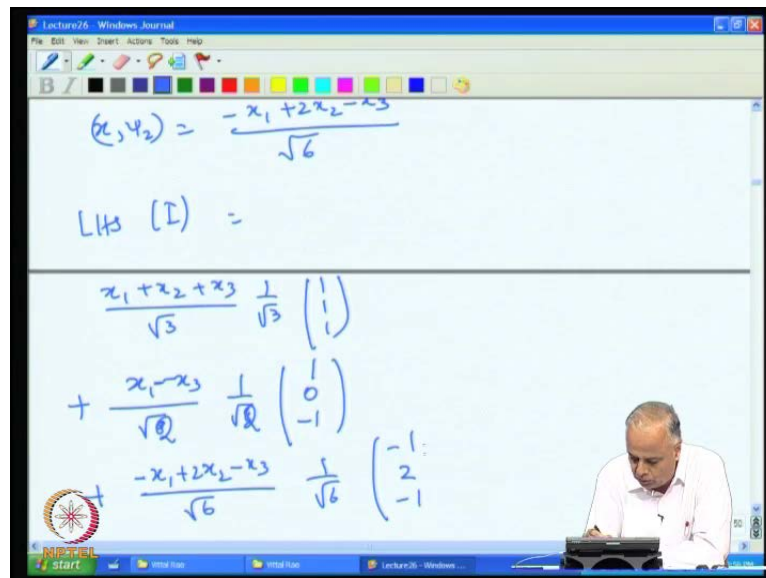 Lecture26 - Windows Journal
File Edit View Insert Actions Tools Help
B I
(x, ψ₂) = (-x₁ + 2x₂ - x₃)/√6
LHS (I) =
(x₁ + x₂ + x₃)/√3 1/√3 (1 1 1)
+ (x₁ - x₃)/√2 1/√2 (1 0 -1)
+ (-x₁ + 2x₂ - x₃)/√6 1/√6 (-1 2 -1)
50
NPTEL
start Vittal Rao Vittal Rao Lecture26 - Windows ...